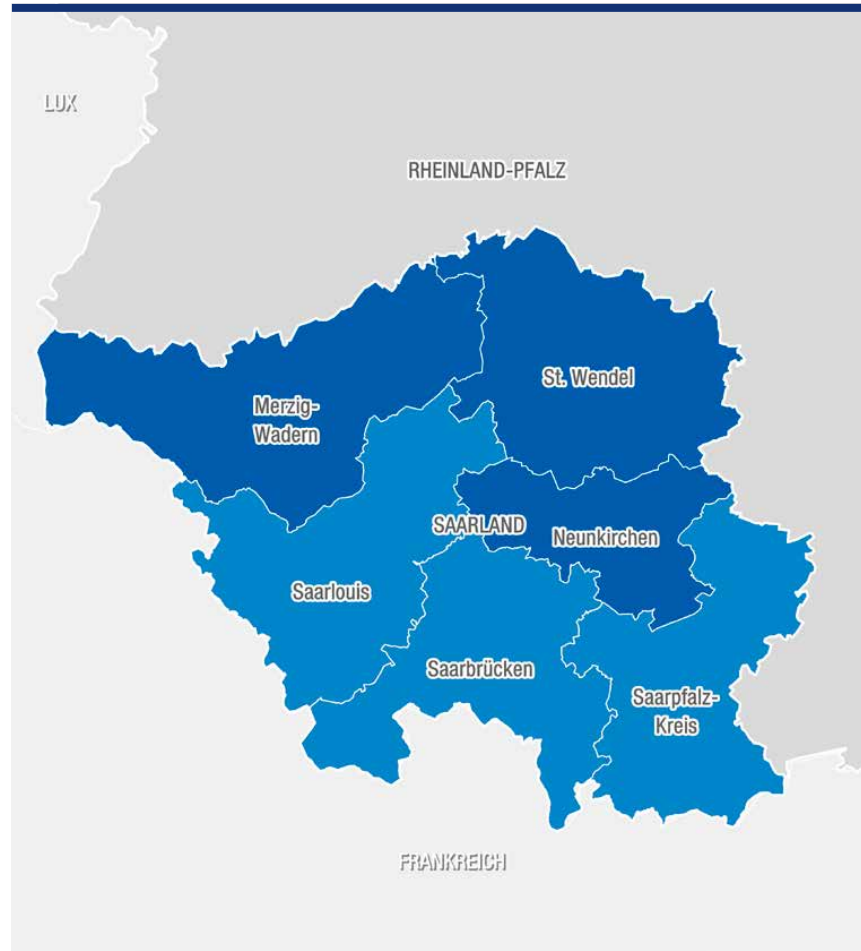 LUX
RHEINLAND-PFALZ
St. Wendel
Merzig-
Wadern
SAARLAND
Neunkirchen
Saarlouis
Saarbrücken
Saarpfalz-
Kreis
FRANKREICH